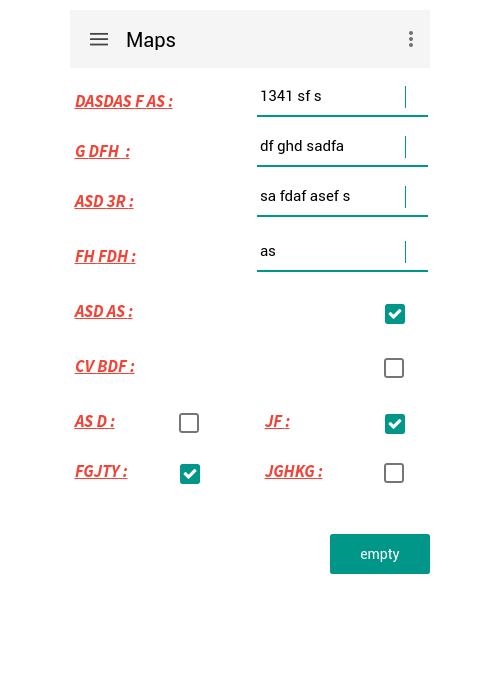 Maps
DASDAS F AS : 1341 sf s
G DFH : df ghd sadfa
ASD 3R : sa fdaf asef s
FH FDH : as
ASD AS :
CV BDF :
AS D : JF :
FGJTY : JGHKG :
empty